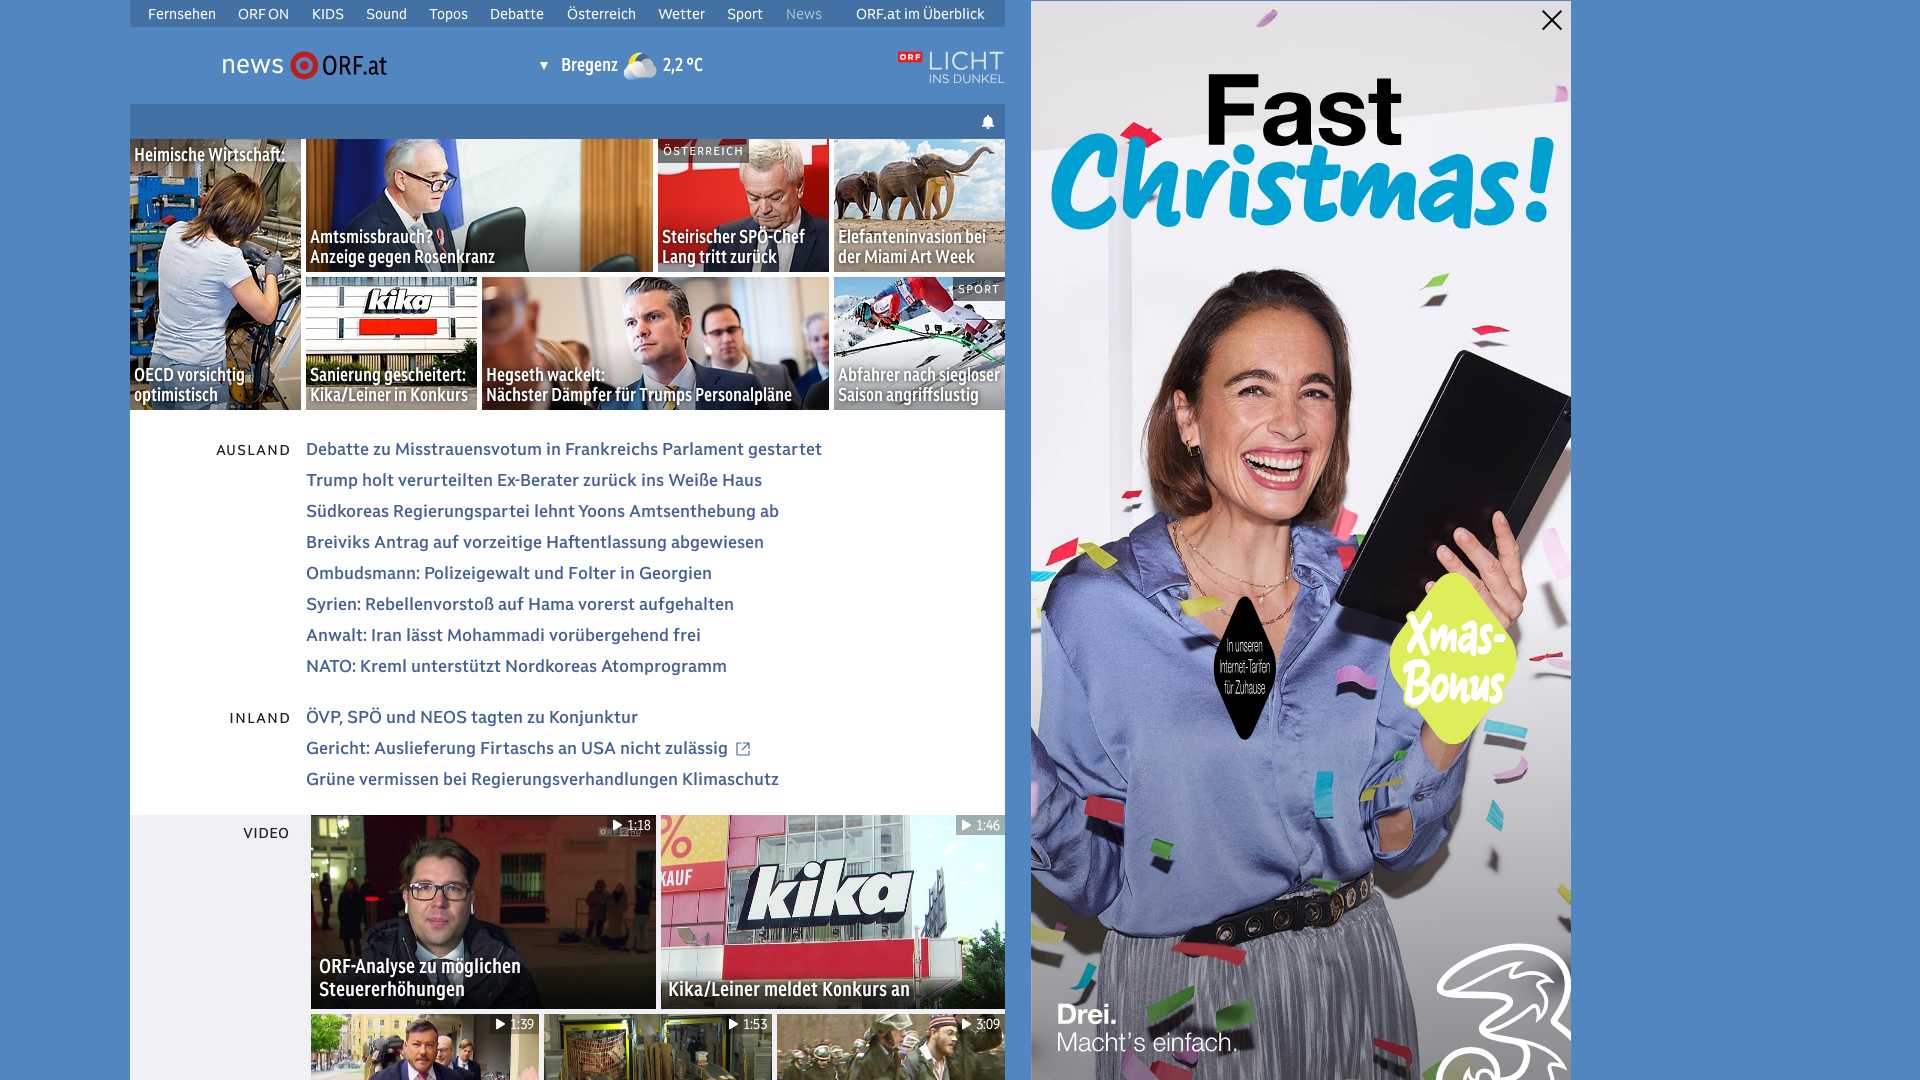 Fernsehen ORF ON KIDS Sound Topos Debatte Österreich Wetter Sport News ORF.at im Überblick
news ORF.at
Bregenz 2,2 °C
ORF LICHT
INS DUNKEL
Heimische Wirtschaft:
OECD vorsichtig
optimistisch
Amtsmissbrauch?
Anzeige gegen Rosenkranz
ÖSTERREICH
Steirischer SPÖ-Chef
Lang tritt zurück
Elefanteninvasion bei
der Miami Art Week
kika
Sanierung gescheitert:
Kika/Leiner in Konkurs
Hegseth wackelt:
Nächster Dämpfer für Trumps Personalpläne
SPORT
Abfahrer nach siegloser
Saison angriffslustig
AUSLAND
Debatte zu Misstrauensvotum in Frankreichs Parlament gestartet
Trump holt verurteilten Ex-Berater zurück ins Weiße Haus
Südkoreas Regierungspartei lehnt Yoons Amtsenthebung ab
Breiviks Antrag auf vorzeitige Haftentlassung abgewiesen
Ombudsmann: Polizeigewalt und Folter in Georgien
Syrien: Rebellenvorstoß auf Hama vorerst aufgehalten
Anwalt: Iran lässt Mohammadi vorübergehend frei
NATO: Kreml unterstützt Nordkoreas Atomprogramm
INLAND
ÖVP, SPÖ und NEOS tagten zu Konjunktur
Gericht: Auslieferung Firtaschs an USA nicht zulässig
Grüne vermissen bei Regierungsverhandlungen Klimaschutz
VIDEO
1:18
ORF-Analyse zu möglichen
Steuererhöhungen
1:46
%
KAUF
kika
Kika/Leiner meldet Konkurs an
1:39
1:53
3:09
Fast
Christmas!
In unseren
Internet-Tarifen
für Zuhause
Xmas-
Bonus
Drei.
Macht's einfach.
3